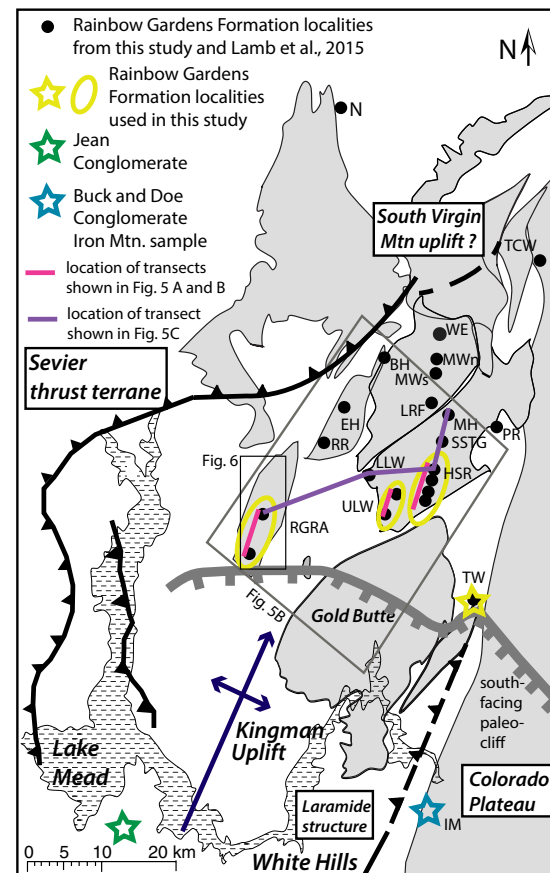 Rainbow Gardens Formation localities
from this study and Lamb et al., 2015
N
Rainbow Gardens
Formation localities
used in this study
N
Jean
Conglomerate
Buck and Doe
Conglomerate
Iron Mtn. sample
South Virgin
Mtn uplift ?
TCW
location of transects
shown in Fig. 5 A and B
location of transect
shown in Fig. 5C
WE
BH
MWn
MWs
Sevier
thrust terrane
LRF
EH
MH
PR
RR
SSTG
Fig. 6
LLW
HSR
ULW
RGRA
TW
Fig. 5B
Gold Butte
south-
facing
paleo-
cliff
Kingman
Uplift
Lake
Mead
Colorado
Plateau
Laramide
structure
IM
White Hills
0 5 10 20 km